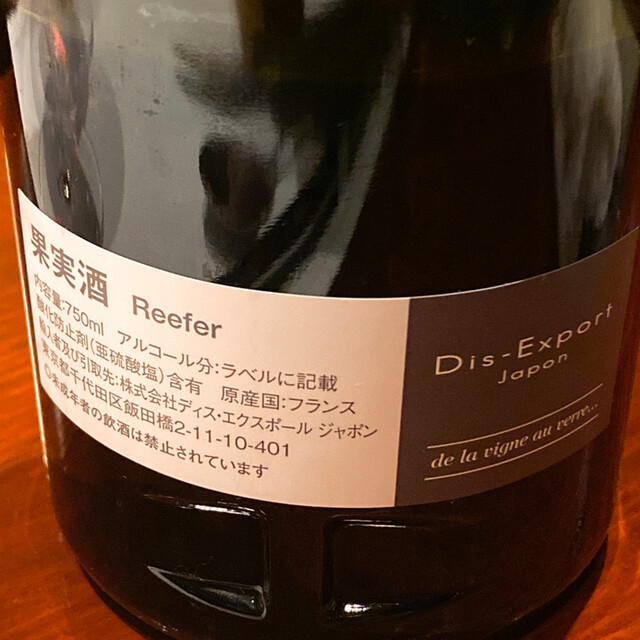 果実酒 Reefer
内容量:750ml アルコール分:ラベルに記載
酸化防止剤(亜硫酸塩)含有 原産国:フランス
輸入者及び引取先:株式会社ディス・エクスポール ジャポン
東京都千代田区飯田橋2-11-10-401
○未成年者の飲酒は禁止されています
Dis-Export
Japon
de la vigne au verre...